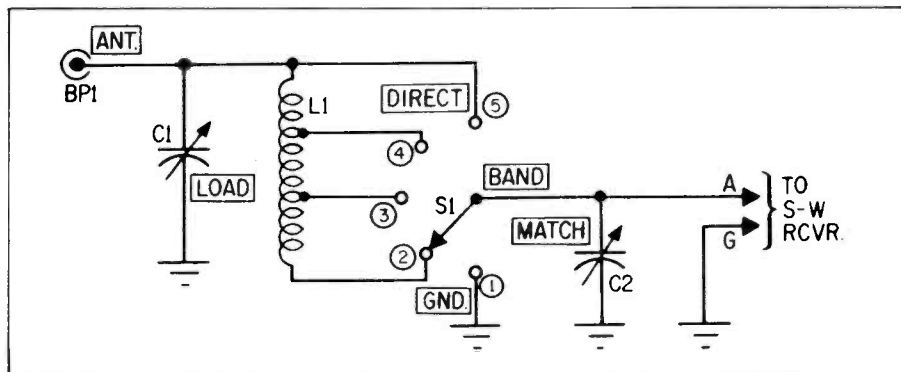 ANT.
BP1
C1
LOAD
L1
DIRECT
5
4
3
2
1
S1
BAND
MATCH
C2
GND.
A
G
TO
S-W
RCVR.